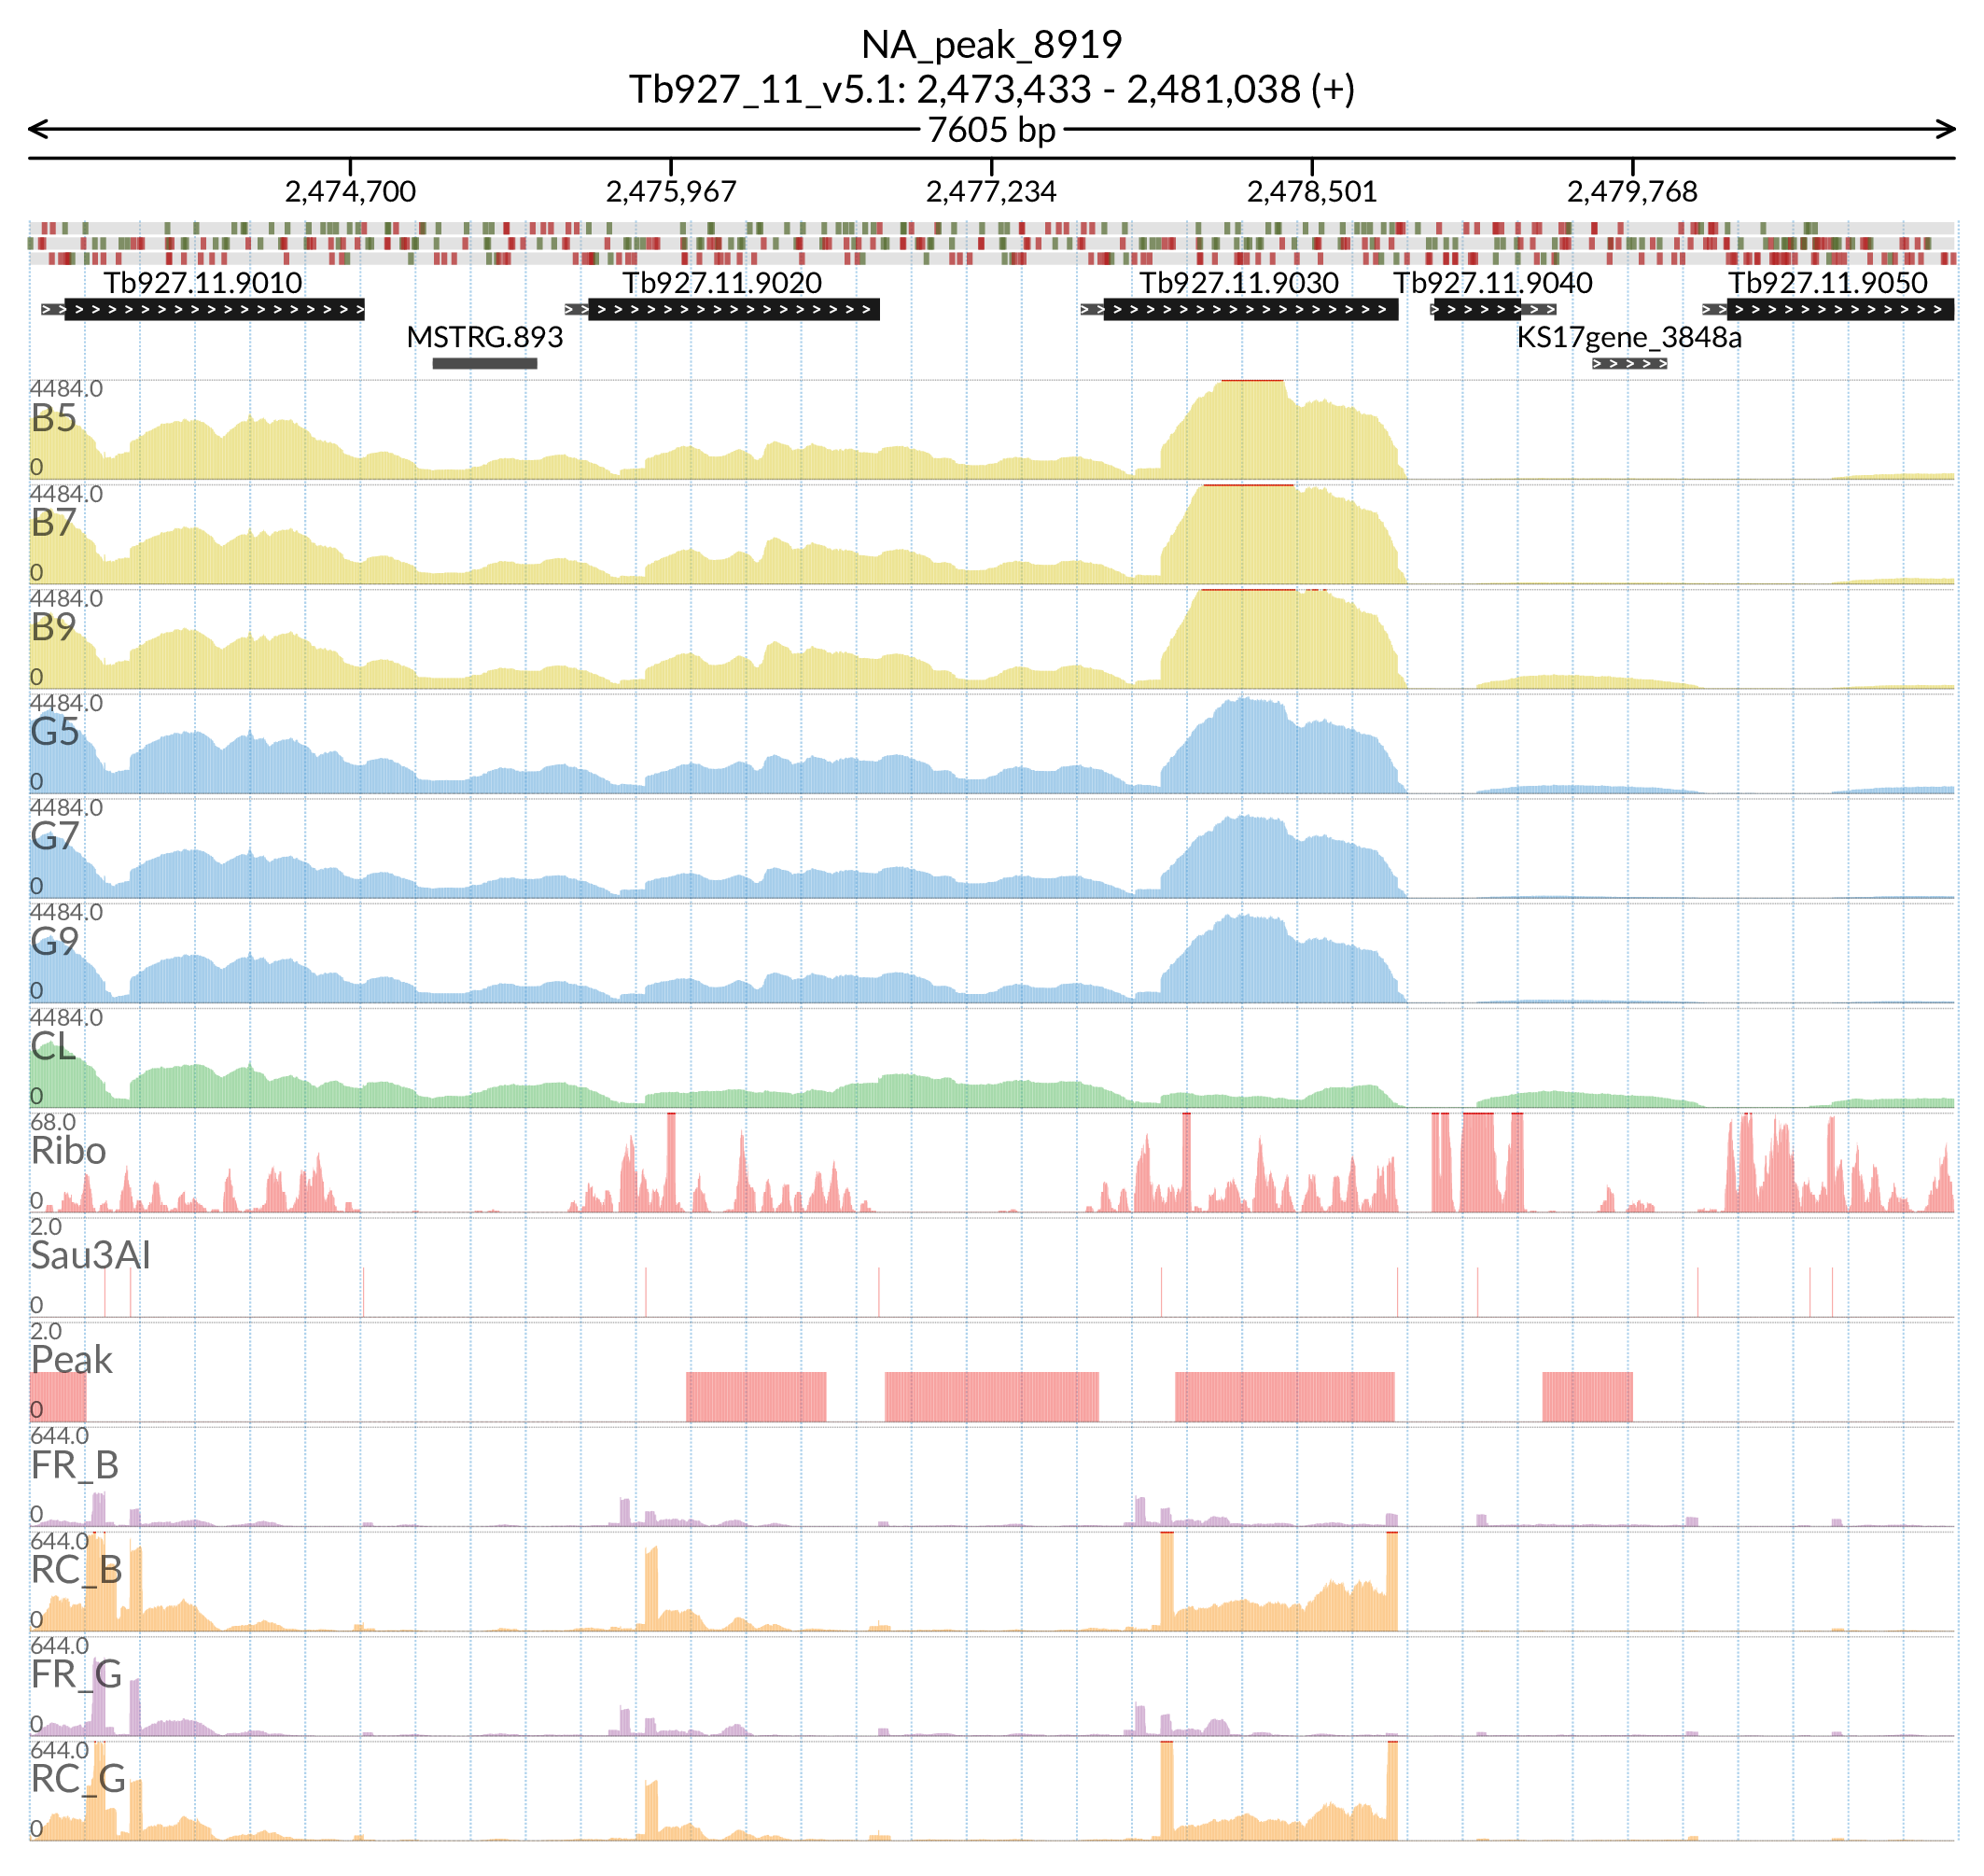 NA_peak_8919
Tb927_11_v5.1: 2,473,433 - 2,481,038 (+)
7605 bp
2,474,700 2,475,967 2,477,234 2,478,501 2,479,768
Tb927.11.9010 Tb927.11.9020 Tb927.11.9030 Tb927.11.9040 Tb927.11.9050
MSTRG.893 KS17gene_3848a
4484.0
B5
0
4484.0
B7
0
4484.0
B9
0
4484.0
G5
0
4484.0
G7
0
4484.0
G9
0
4484.0
CL
0
68.0
Ribo
0
2.0
Sau3AI
0
2.0
Peak
0
644.0
FR_B
0
644.0
RC_B
0
644.0
FR_G
0
644.0
RC_G
0